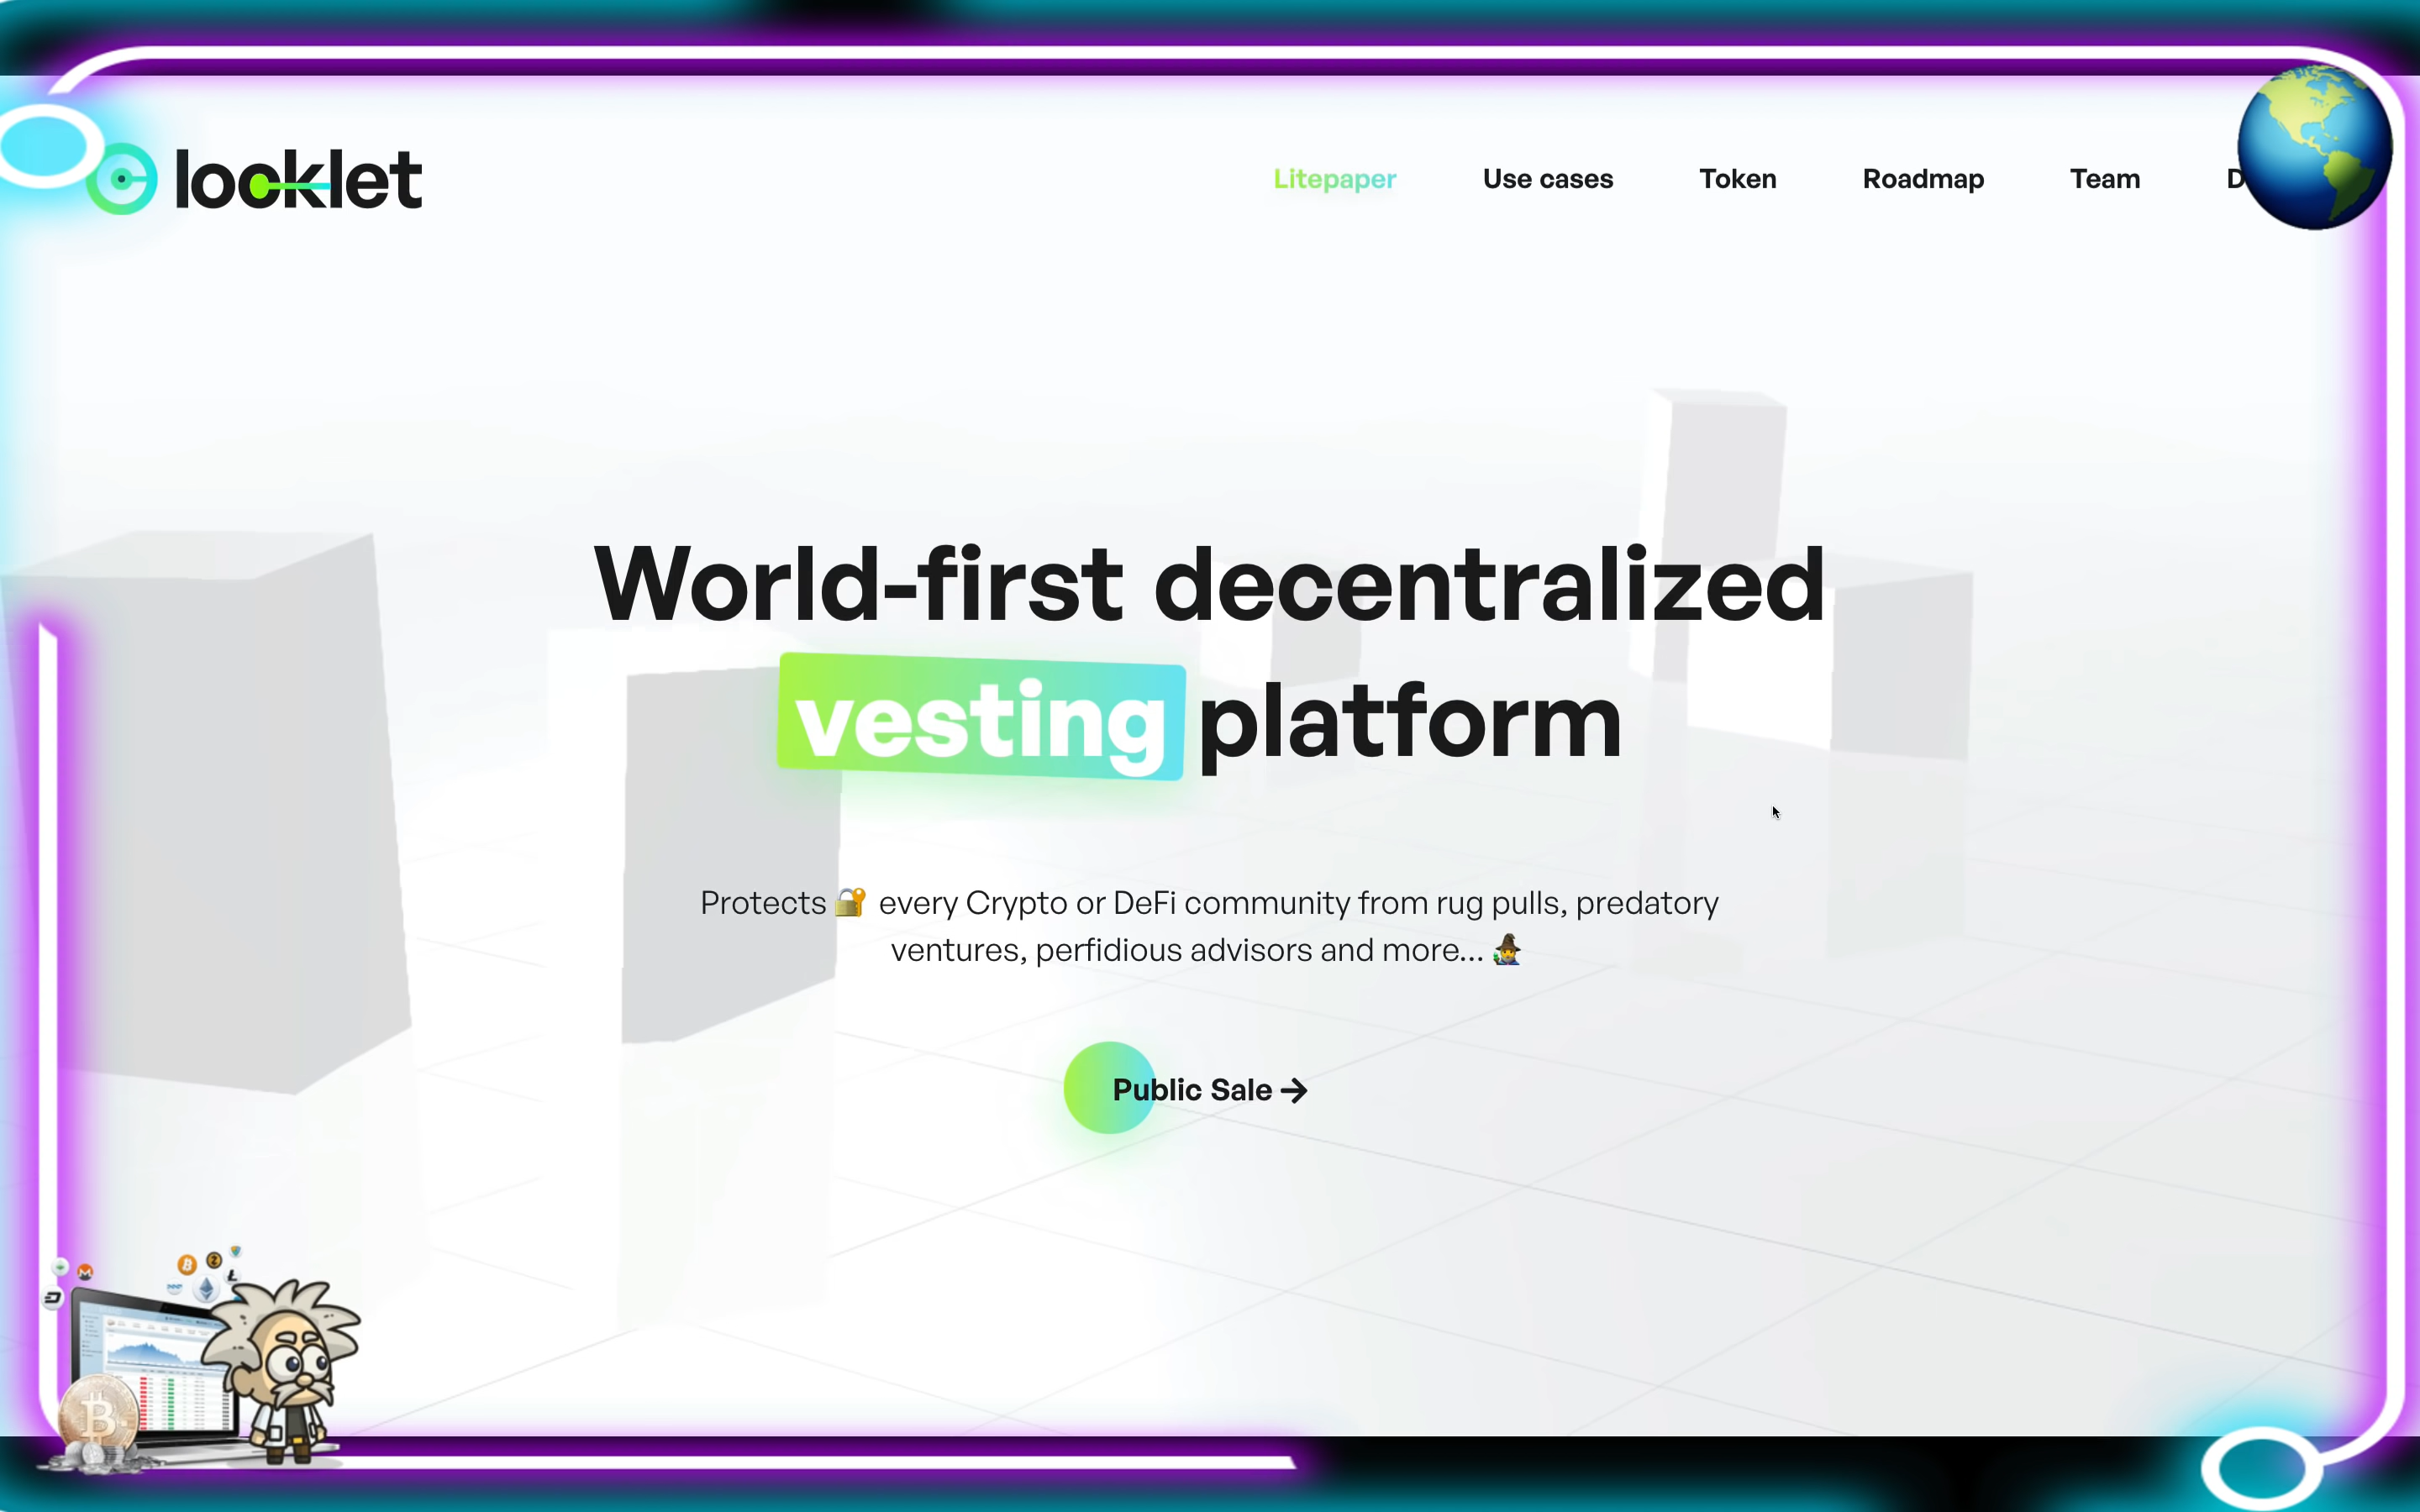 locklet
Litepaper Use cases Token Roadmap Team
World-first decentralized
vesting platform
Protects 🔐 every Crypto or DeFi community from rug pulls, predatory
ventures, perfidious advisors and more... 🧙‍♂️
Public Sale →